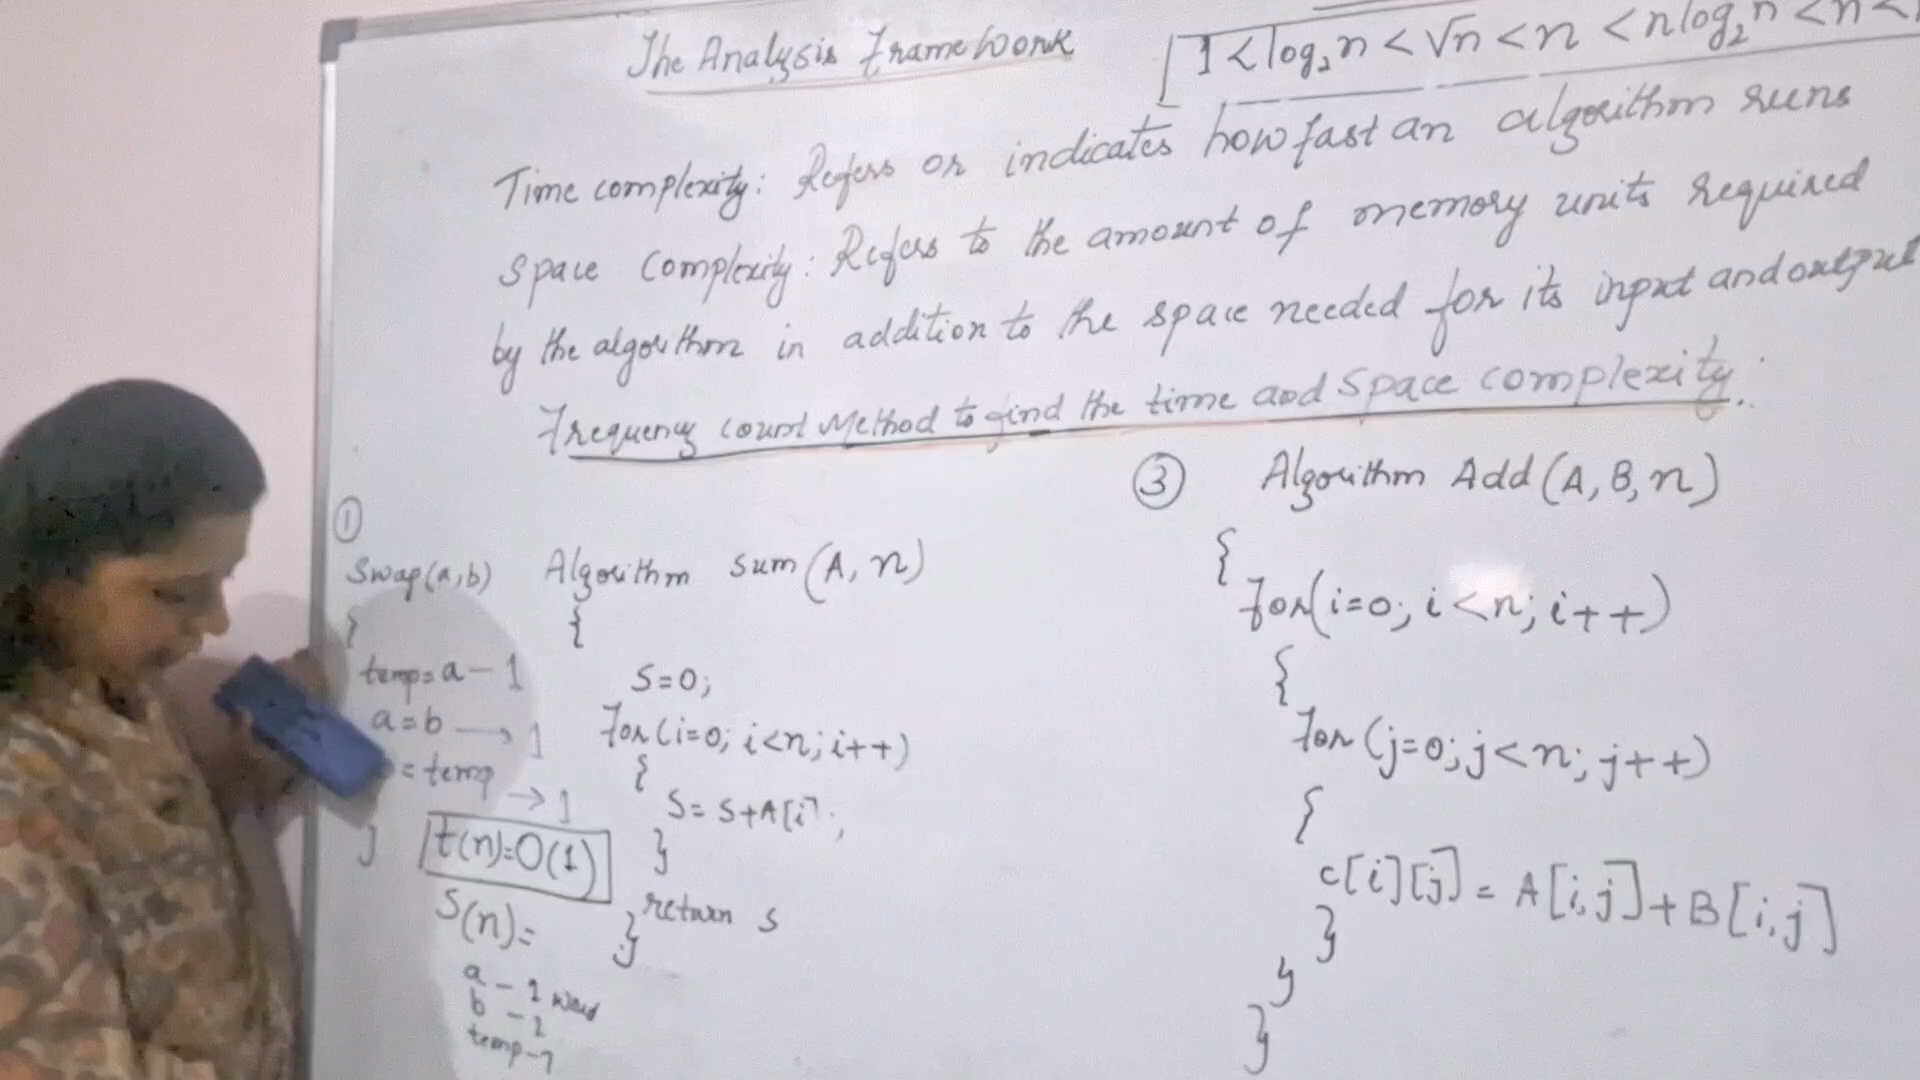 The Analysis Framework
1 < log₂n < √n < n < nlog₂n < n <
Time complexity: Refers or indicates how fast an algorithm runs
Space Complexity: Refers to the amount of memory units required
by the algorithm in addition to the space needed for its input and output
Frequency count Method to find the time and Space complexity.
①
Swap(a,b)
{
temp=a - 1
a=b → 1
= temp → 1
}
t(n)=O(1)
S(n)=
a - 1 word
b - 1
temp - 1
Algorithm sum (A, n)
{
S=0;
for (i=0; i<n; i++)
{
S= S+A[i];
}
return s
}
③ Algorithm Add (A, B, n)
{
for(i=0; i<n; i++)
{
for (j=0; j<n; j++)
{
c[i][j] = A[i,j]+B[i,j]
}
}
}